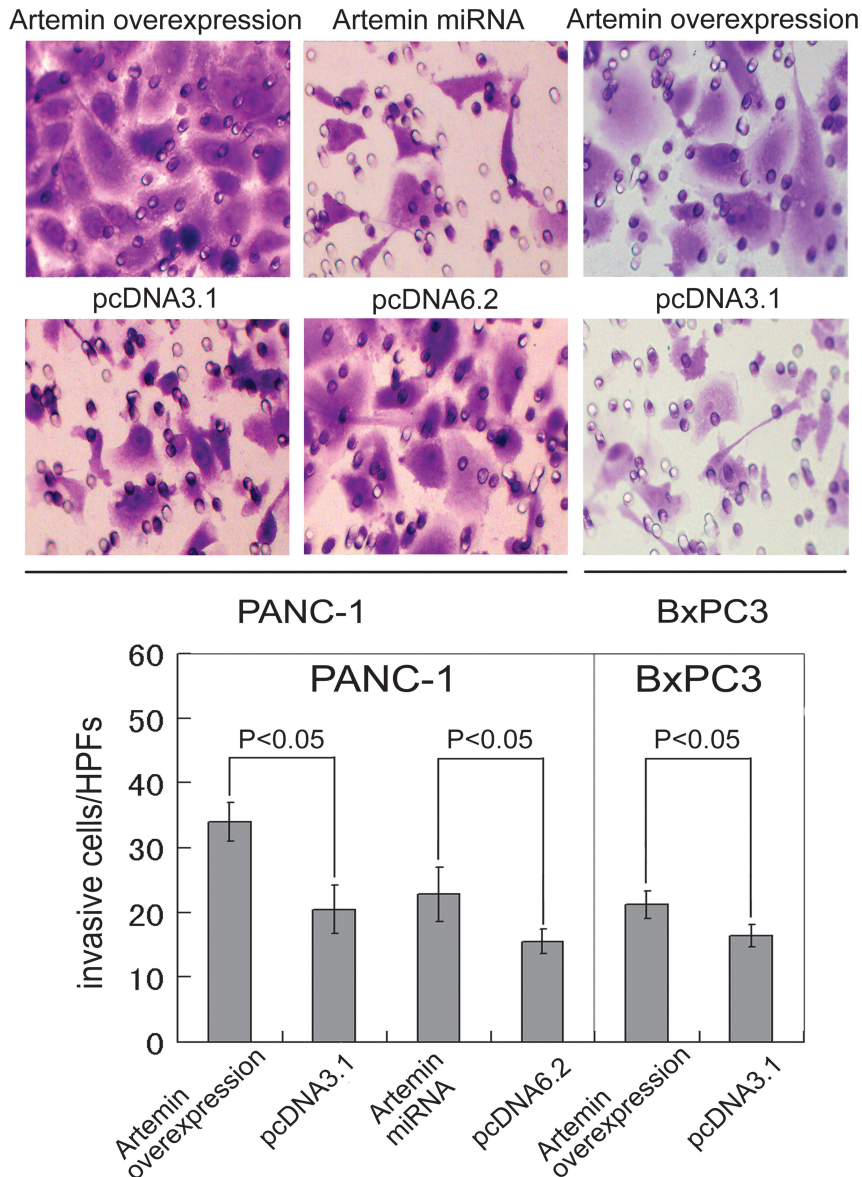 Artemin overexpression
Artemin miRNA
Artemin overexpression
pcDNA3.1
pcDNA6.2
pcDNA3.1
PANC-1
BxPC3
PANC-1
BxPC3
P<0.05
P<0.05
P<0.05
invasive cells/HPFs
60
50
40
30
20
10
0
Artemin
overexpression
pcDNA3.1
Artemin
miRNA
pcDNA6.2
Artemin
overexpression
pcDNA3.1